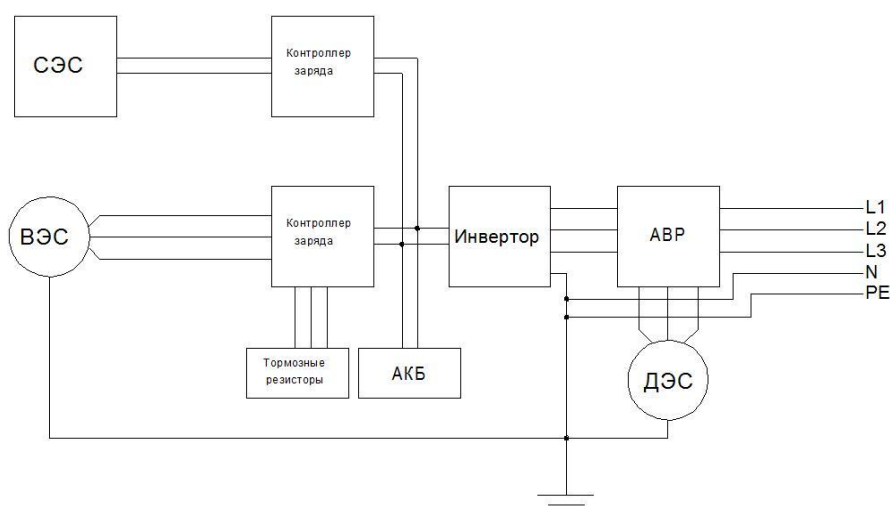 СЭС
Контроллер
заряда
ВЭС
Контроллер
заряда
Инвертор
АВР
L1
L2
L3
N
PE
Тормозные
резисторы
АКБ
ДЭС